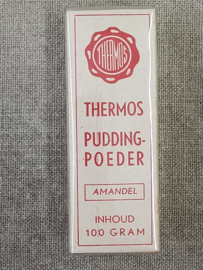 THERMOS
THERMOS
PUDDING-
POEDER
AMANDEL
INHOUD
100 GRAM